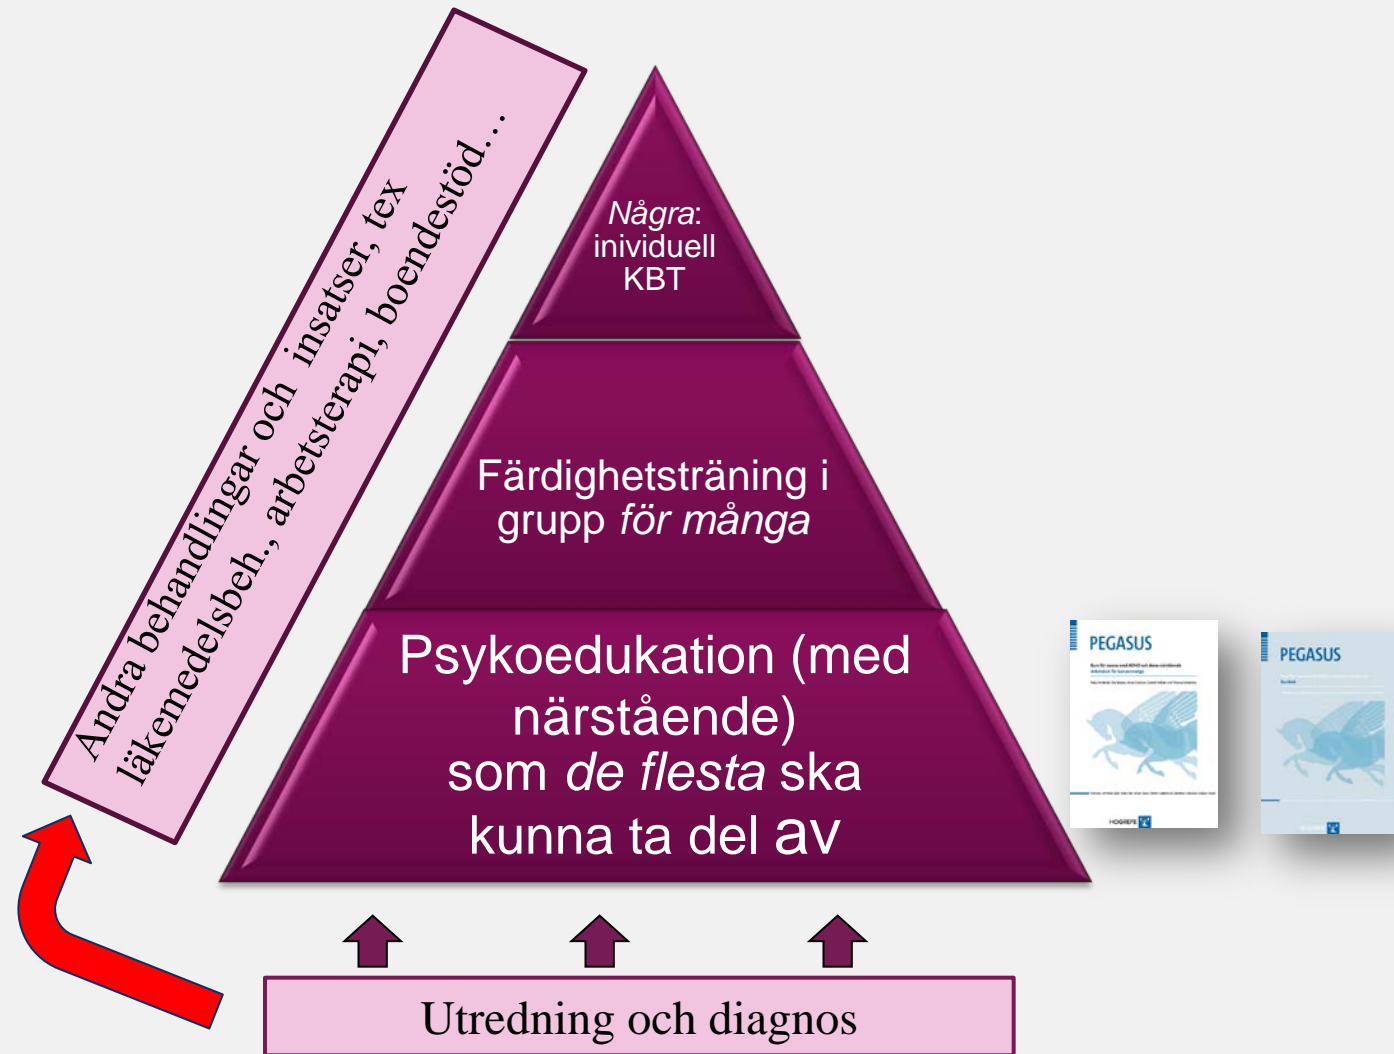 Andra behandlingar och insatser, tex
läkemedelsbeh., arbetsterapi, boendestöd…
Några:
inividuell
KBT
Färdighetsträning i
grupp för många
Psykoedukation (med
närstående)
som de flesta ska
kunna ta del av
PEGASUS
HOGREFE
PEGASUS
Utredning och diagnos